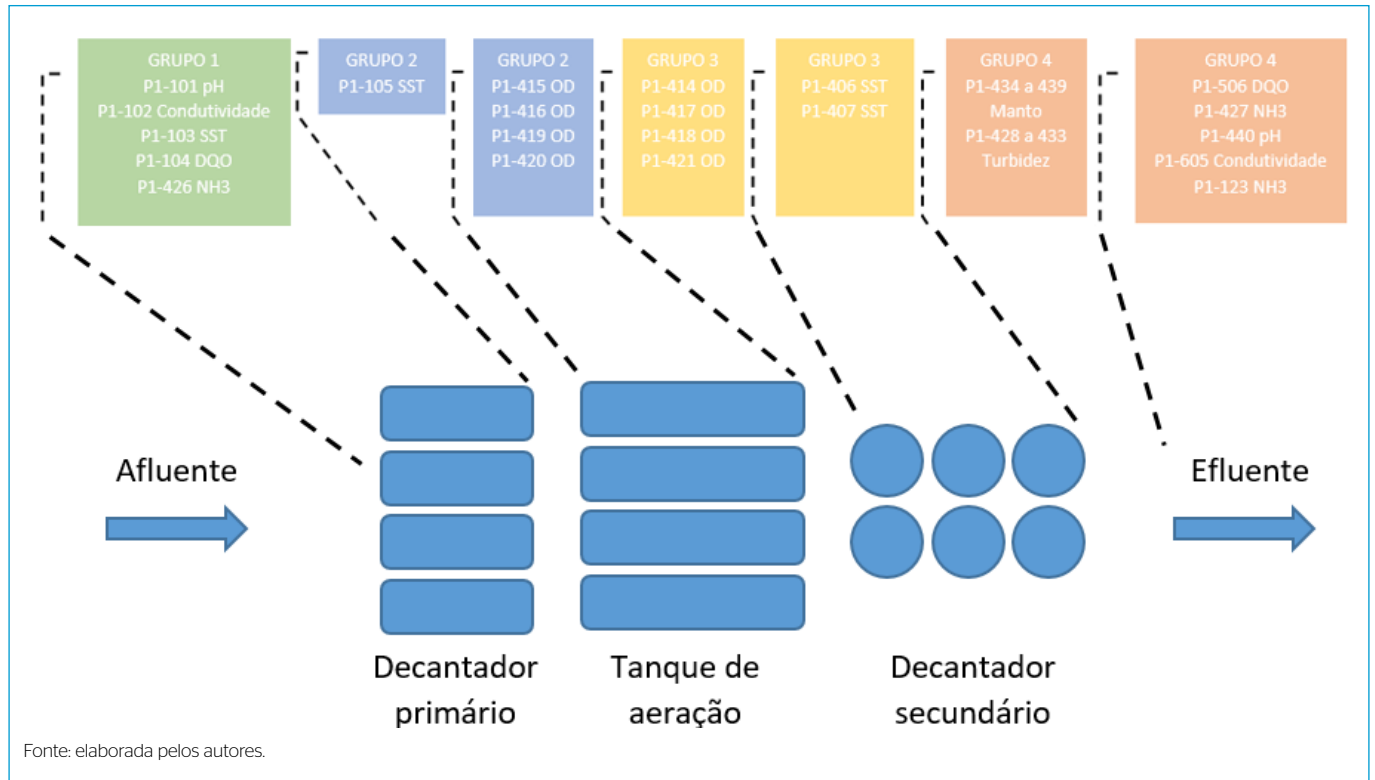 GRUPO 1
P1-101 pH
P1-102 Condutividade
P1-103 SST
P1-104 DQO
P1-426 NH3
GRUPO 2
P1-105 SST
GRUPO 2
P1-415 OD
P1-416 OD
P1-419 OD
P1-420 OD
GRUPO 3
P1-414 OD
P1-417 OD
P1-418 OD
P1-421 OD
GRUPO 3
P1-406 SST
P1-407 SST
GRUPO 4
P1-434 a 439
Manto
P1-428 a 433
Turbidez
GRUPO 4
P1-506 DQO
P1-427 NH3
P1-440 pH
P1-605 Condutividade
P1-123 NH3
Afluente
Efluente
Decantador
primário
Tanque de
aeração
Decantador
secundário
Fonte: elaborada pelos autores.